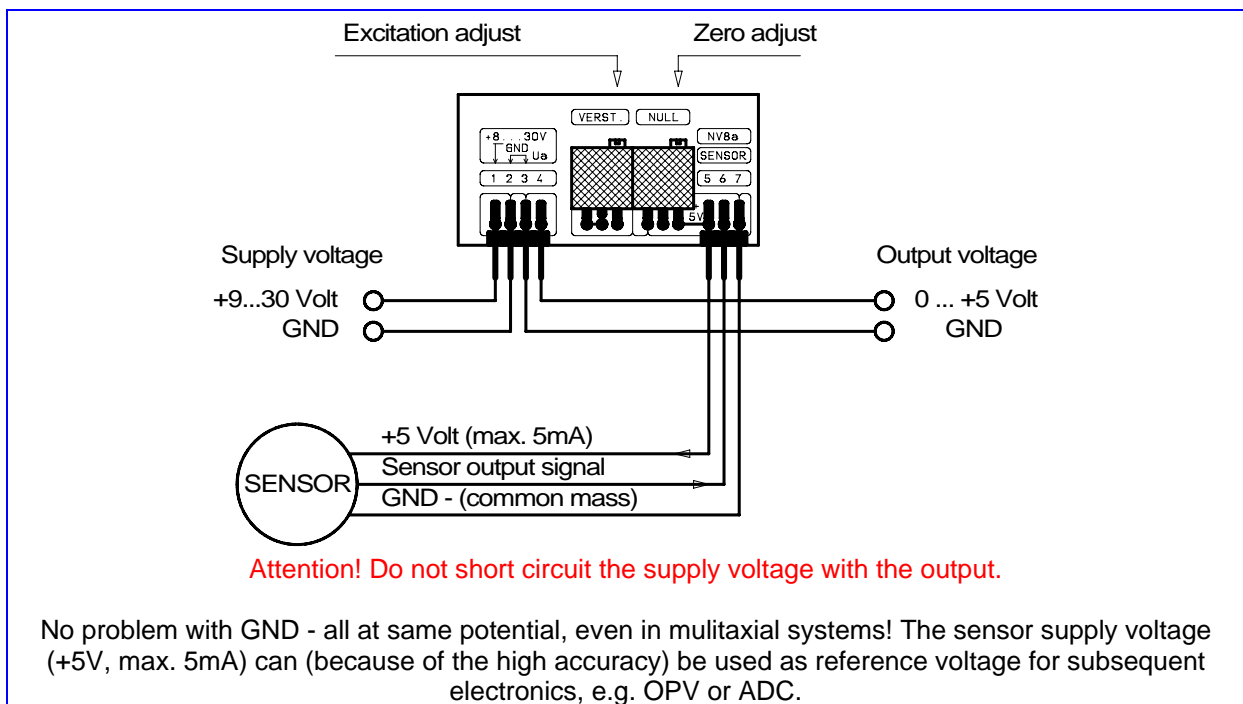 Excitation adjust
Zero adjust
VERST.
NULL
+8...30V
GND
Ua
NV8a
SENSOR
1 2 3 4
5 6 7
+
5V
Supply voltage
Output voltage
+9...30 Volt
0 ... +5 Volt
GND
GND
+5 Volt (max. 5mA)
Sensor output signal
SENSOR
GND - (common mass)
Attention! Do not short circuit the supply voltage with the output.
No problem with GND - all at same potential, even in mulitaxial systems! The sensor supply voltage
(+5V, max. 5mA) can (because of the high accuracy) be used as reference voltage for subsequent
electronics, e.g. OPV or ADC.